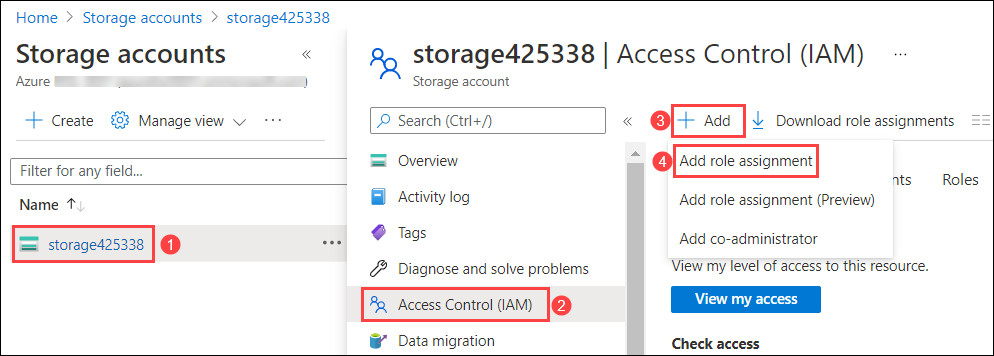 Home > Storage accounts > storage425338
Storage accounts «
Azure
+ Create Manage view ...
Filter for any field...
Name ↑↓
storage425338 ... 1
storage425338 | Access Control (IAM) ...
Storage account
Search (Ctrl+/) «
Overview
Activity log
Tags
Diagnose and solve problems
Access Control (IAM) 2
Data migration
3 + Add Download role assignments
4 Add role assignment
Roles
Add role assignment (Preview)
Add co-administrator
View my level of access to this resource.
View my access
Check access